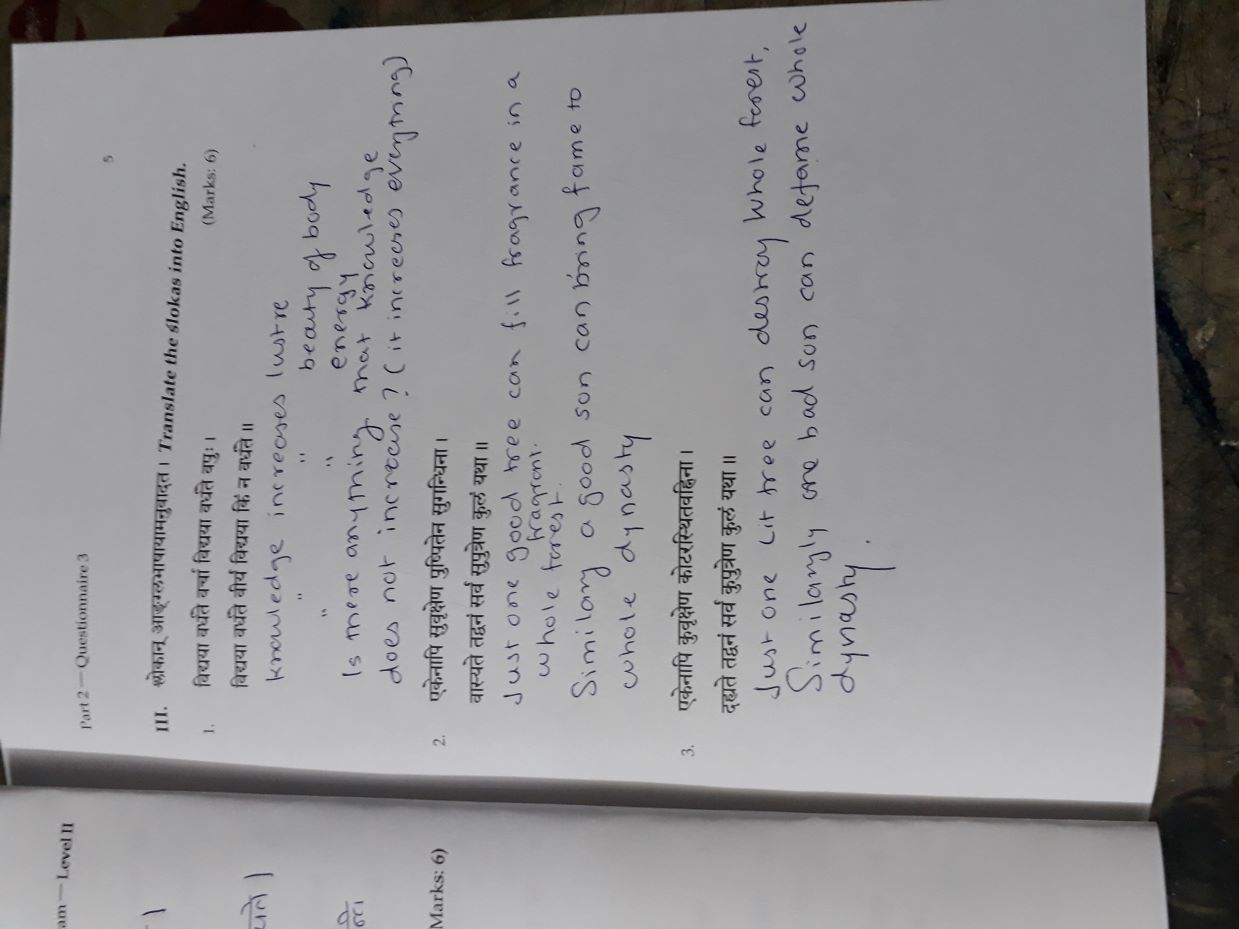 am — Level II
Part 2 — Questionnaire 3
5
III. श्लोकान् आङ्ग्लभाषायामनुवादत । Translate the ślokas into English.
1. विद्यया वर्धते वर्चो विद्यया वर्धते वपुः । (Marks: 6)
विद्यया वर्धते वीर्यं विद्यया किं न वर्धते ॥
Knowledge increases lustre
" " beauty of body
" " energy
Is there anything that knowledge
does not increase? (it increases everything)
2. एकेनापि सुवृक्षेण पुष्पितेन सुगन्धिना ।
वास्यते तद्वनं सर्वं सुपुत्रेण कुलं यथा ॥
Just one good tree can fill fragrance in a
fragrant
whole forest.
Similary a good son can bring fame to
whole dynasty
3. एकेनापि कुवृक्षेण कोटरस्थितवह्निना ।
दह्यते तद्वनं सर्वं कुपुत्रेण कुलं यथा ॥
Just one lit tree can destroy whole forest,
Similarly one bad son can defame whole
dynasty.
Marks: 6)